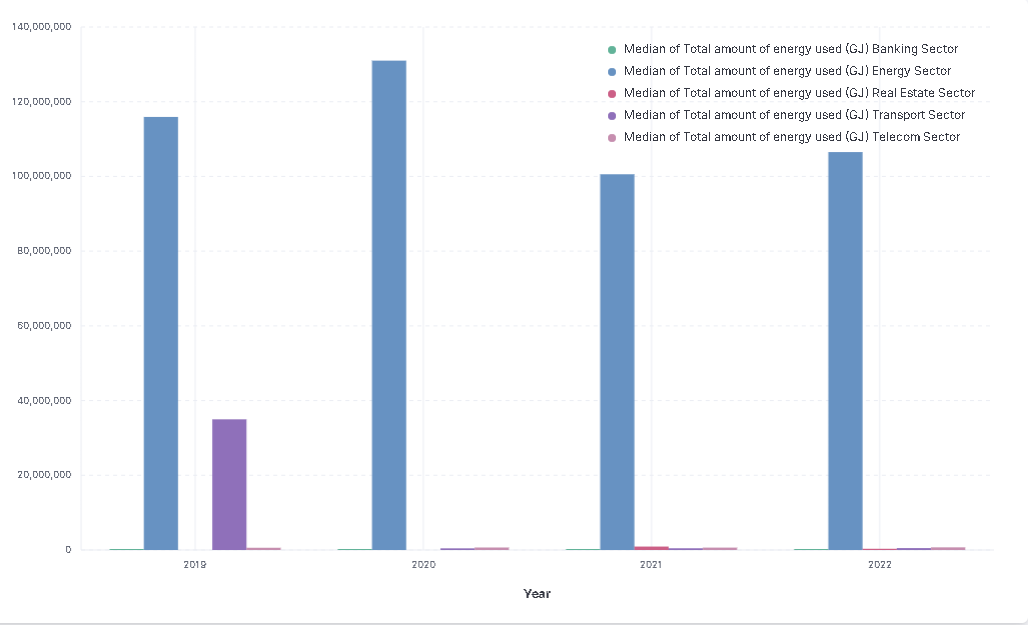 140,000,000
Median of Total amount of energy used (GJ) Banking Sector
Median of Total amount of energy used (GJ) Energy Sector
Median of Total amount of energy used (GJ) Real Estate Sector
Median of Total amount of energy used (GJ) Transport Sector
Median of Total amount of energy used (GJ) Telecom Sector
120,000,000
100,000,000
80,000,000
60,000,000
40,000,000
20,000,000
0
2019 2020 2021 2022
Year